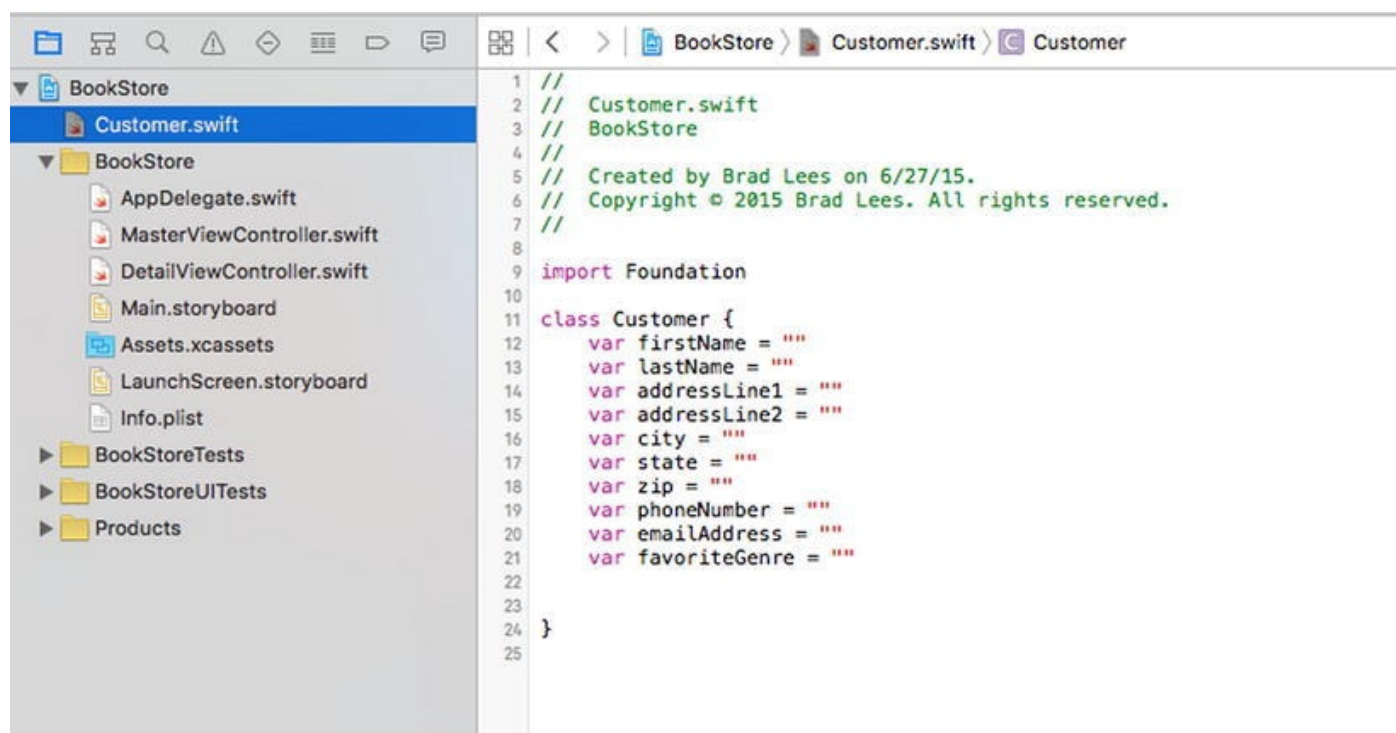 BookStore
Customer.swift
BookStore
AppDelegate.swift
MasterViewController.swift
DetailViewController.swift
Main.storyboard
Assets.xcassets
LaunchScreen.storyboard
Info.plist
BookStoreTests
BookStoreUITests
Products
BookStore 〉 Customer.swift 〉 C Customer
1 //
2 //  Customer.swift
3 //  BookStore
4 //
5 //  Created by Brad Lees on 6/27/15.
6 //  Copyright © 2015 Brad Lees. All rights reserved.
7 //
8
9 import Foundation
10
11 class Customer {
12     var firstName = ""
13     var lastName = ""
14     var addressLine1 = ""
15     var addressLine2 = ""
16     var city = ""
17     var state = ""
18     var zip = ""
19     var phoneNumber = ""
20     var emailAddress = ""
21     var favoriteGenre = ""
22
23
24 }
25